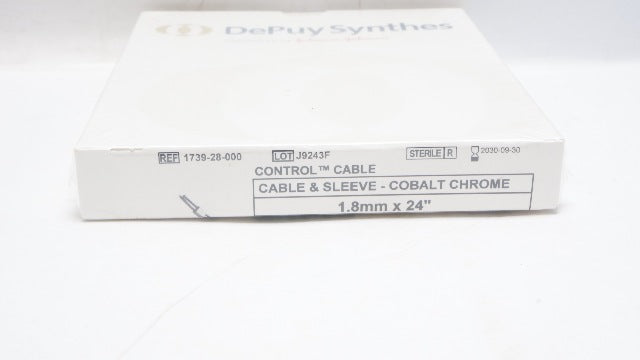 DePuy Synthes
REF 1739-28-000 LOT J9243F STERILE R 2030-09-30
CONTROL™ CABLE
CABLE & SLEEVE - COBALT CHROME
1.8mm x 24"